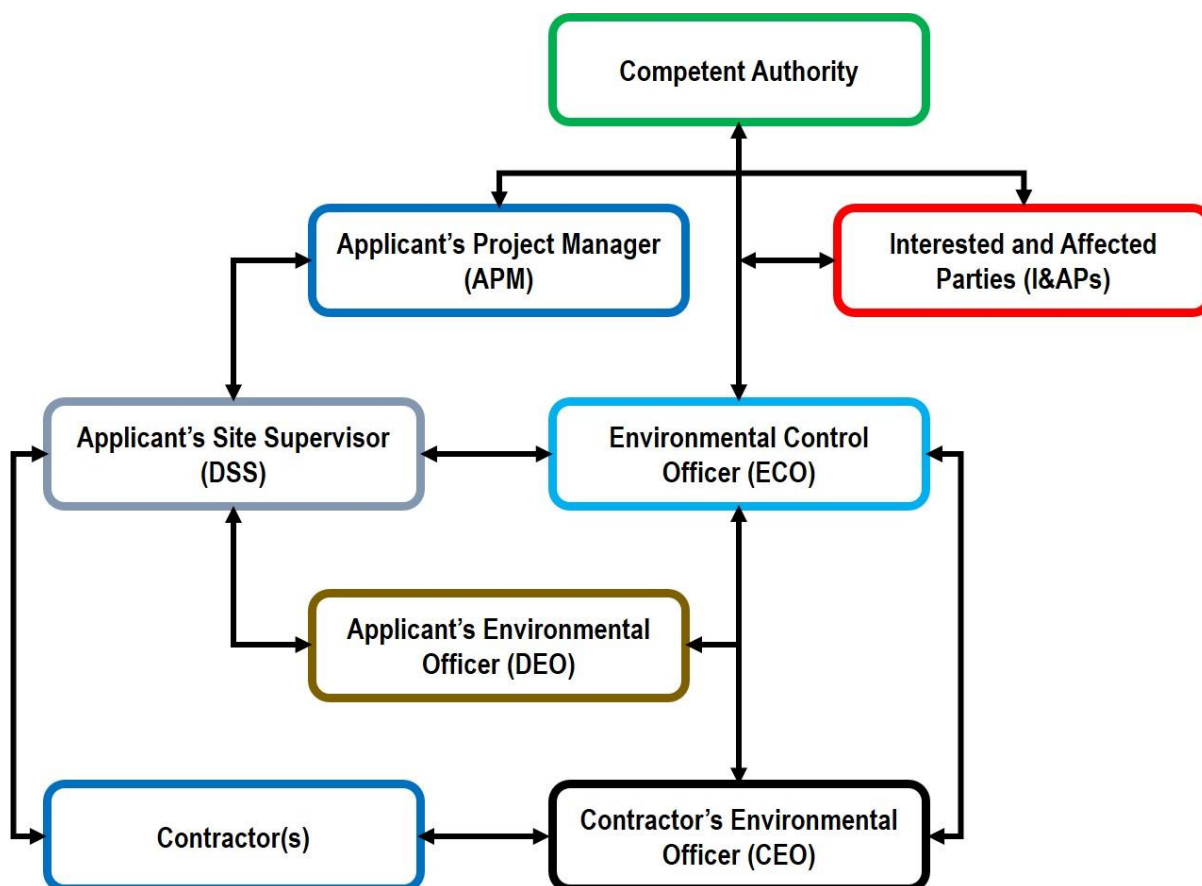 Competent Authority
Applicant’s Project Manager
(APM)
Interested and Affected
Parties (I&APs)
Applicant’s Site Supervisor
(DSS)
Environmental Control
Officer (ECO)
Applicant’s Environmental
Officer (DEO)
Contractor(s)
Contractor’s Environmental
Officer (CEO)